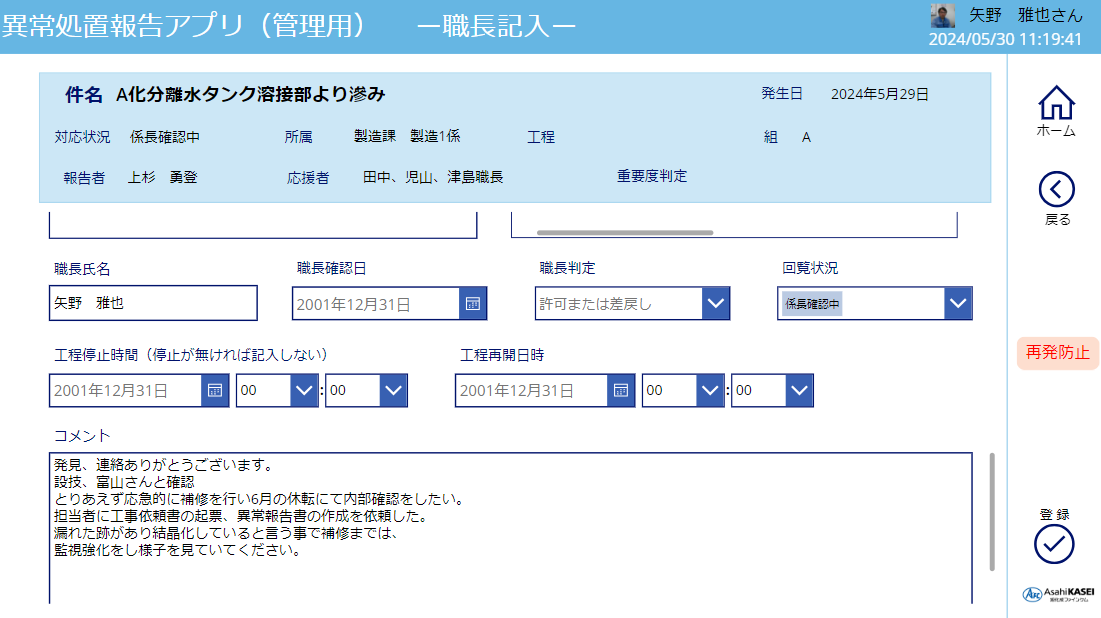 異常処置報告アプリ（管理用）　ー職長記入ー
矢野　雅也さん
2024/05/30 11:19:41
件名 A化分離水タンク溶接部より滲み 発生日 2024年5月29日
対応状況 係長確認中 所属 製造課　製造1係 工程 組 A
報告者 上杉　勇登 応援者 田中、児山、津島職長 重要度判定
ホーム
戻る
職長氏名 職長確認日 職長判定 回覧状況
矢野　雅也 2001年12月31日 許可または差戻し 係長確認中
工程停止時間（停止が無ければ記入しない） 工程再開日時
2001年12月31日 00 : 00 2001年12月31日 00 : 00
再発防止
コメント
発見、連絡ありがとうございます。
設技、富山さんと確認
とりあえず応急的に補修を行い6月の休転にて内部確認をしたい。
担当者に工事依頼書の起票、異常報告書の作成を依頼した。
漏れた跡があり結晶化していると言う事で補修までは、
監視強化をし様子を見ていてください。
登録
AsahiKASEI